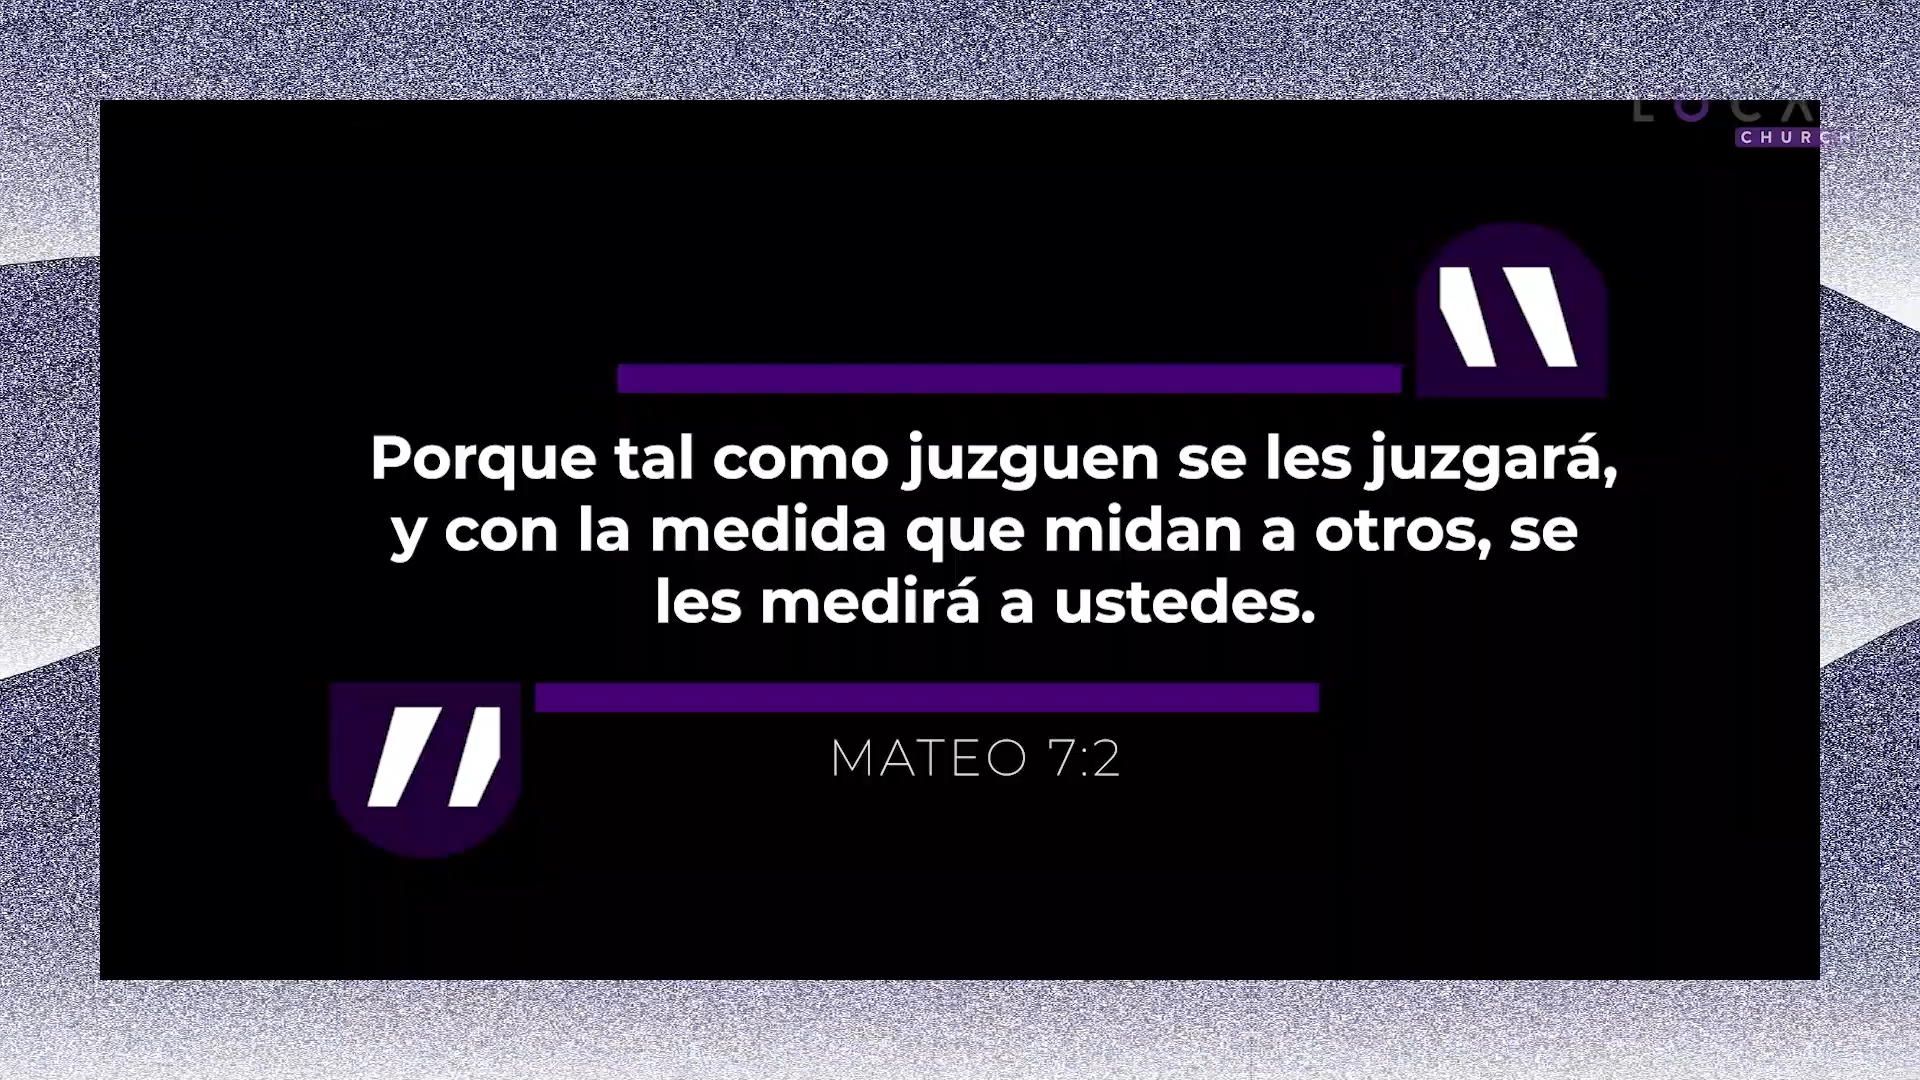 CHURCH
Porque tal como juzguen se les juzgará,
y con la medida que midan a otros, se
les medirá a ustedes.
MATEO 7:2